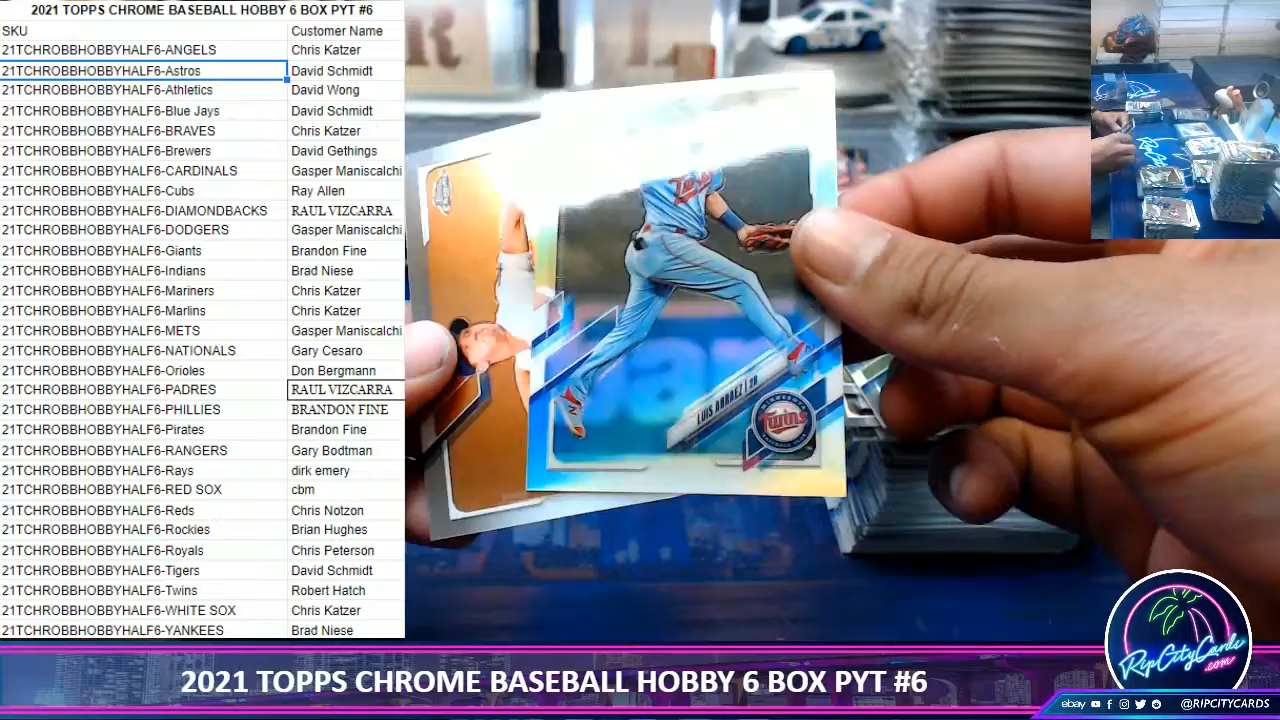 2021 TOPPS CHROME BASEBALL HOBBY 6 BOX PYT #6
SKU Customer Name
21TCHROBBHOBBYHALF6-ANGELS Chris Katzer
21TCHROBBHOBBYHALF6-Astros David Schmidt
21TCHROBBHOBBYHALF6-Athletics David Wong
21TCHROBBHOBBYHALF6-Blue Jays David Schmidt
21TCHROBBHOBBYHALF6-BRAVES Chris Katzer
21TCHROBBHOBBYHALF6-Brewers David Gethings
21TCHROBBHOBBYHALF6-CARDINALS Gasper Maniscalchi
21TCHROBBHOBBYHALF6-Cubs Ray Allen
21TCHROBBHOBBYHALF6-DIAMONDBACKS RAUL VIZCARRA
21TCHROBBHOBBYHALF6-DODGERS Gasper Maniscalchi
21TCHROBBHOBBYHALF6-Giants Brandon Fine
21TCHROBBHOBBYHALF6-Indians Brad Niese
21TCHROBBHOBBYHALF6-Mariners Chris Katzer
21TCHROBBHOBBYHALF6-Marlins Chris Katzer
21TCHROBBHOBBYHALF6-METS Gasper Maniscalchi
21TCHROBBHOBBYHALF6-NATIONALS Gary Cesaro
21TCHROBBHOBBYHALF6-Orioles Don Bergmann
21TCHROBBHOBBYHALF6-PADRES RAUL VIZCARRA
21TCHROBBHOBBYHALF6-PHILLIES BRANDON FINE
21TCHROBBHOBBYHALF6-Pirates Brandon Fine
21TCHROBBHOBBYHALF6-RANGERS Gary Bodtman
21TCHROBBHOBBYHALF6-Rays dirk emery
21TCHROBBHOBBYHALF6-RED SOX cbm
21TCHROBBHOBBYHALF6-Reds Chris Notzon
21TCHROBBHOBBYHALF6-Rockies Brian Hughes
21TCHROBBHOBBYHALF6-Royals Chris Peterson
21TCHROBBHOBBYHALF6-Tigers David Schmidt
21TCHROBBHOBBYHALF6-Twins Robert Hatch
21TCHROBBHOBBYHALF6-WHITE SOX Chris Katzer
21TCHROBBHOBBYHALF6-YANKEES Brad Niese
Twins
LUIS ARRAEZ | 2B
MINNESOTA
Twins
BASEBALL CLUB
RipCityCards
.com
2021 TOPPS CHROME BASEBALL HOBBY 6 BOX PYT #6
ebay @RIPCITYCARDS